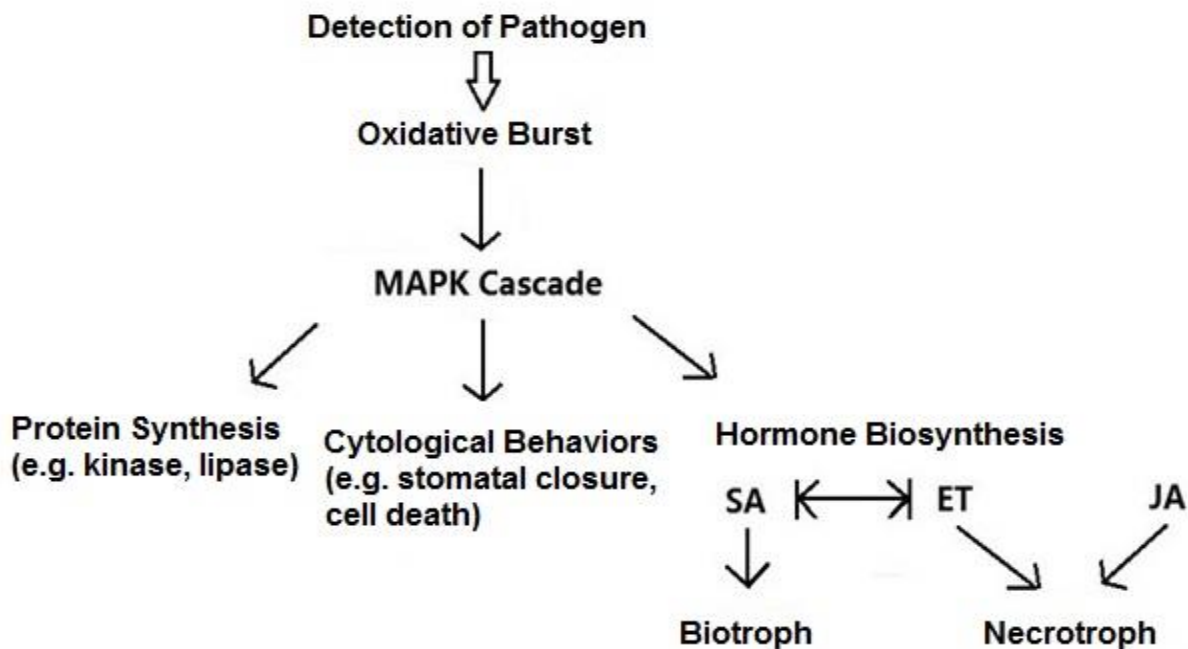 Detection of Pathogen
Oxidative Burst
MAPK Cascade
Protein Synthesis
(e.g. kinase, lipase)
Cytological Behaviors
(e.g. stomatal closure,
cell death)
Hormone Biosynthesis
SA ET JA
Biotroph Necrotroph